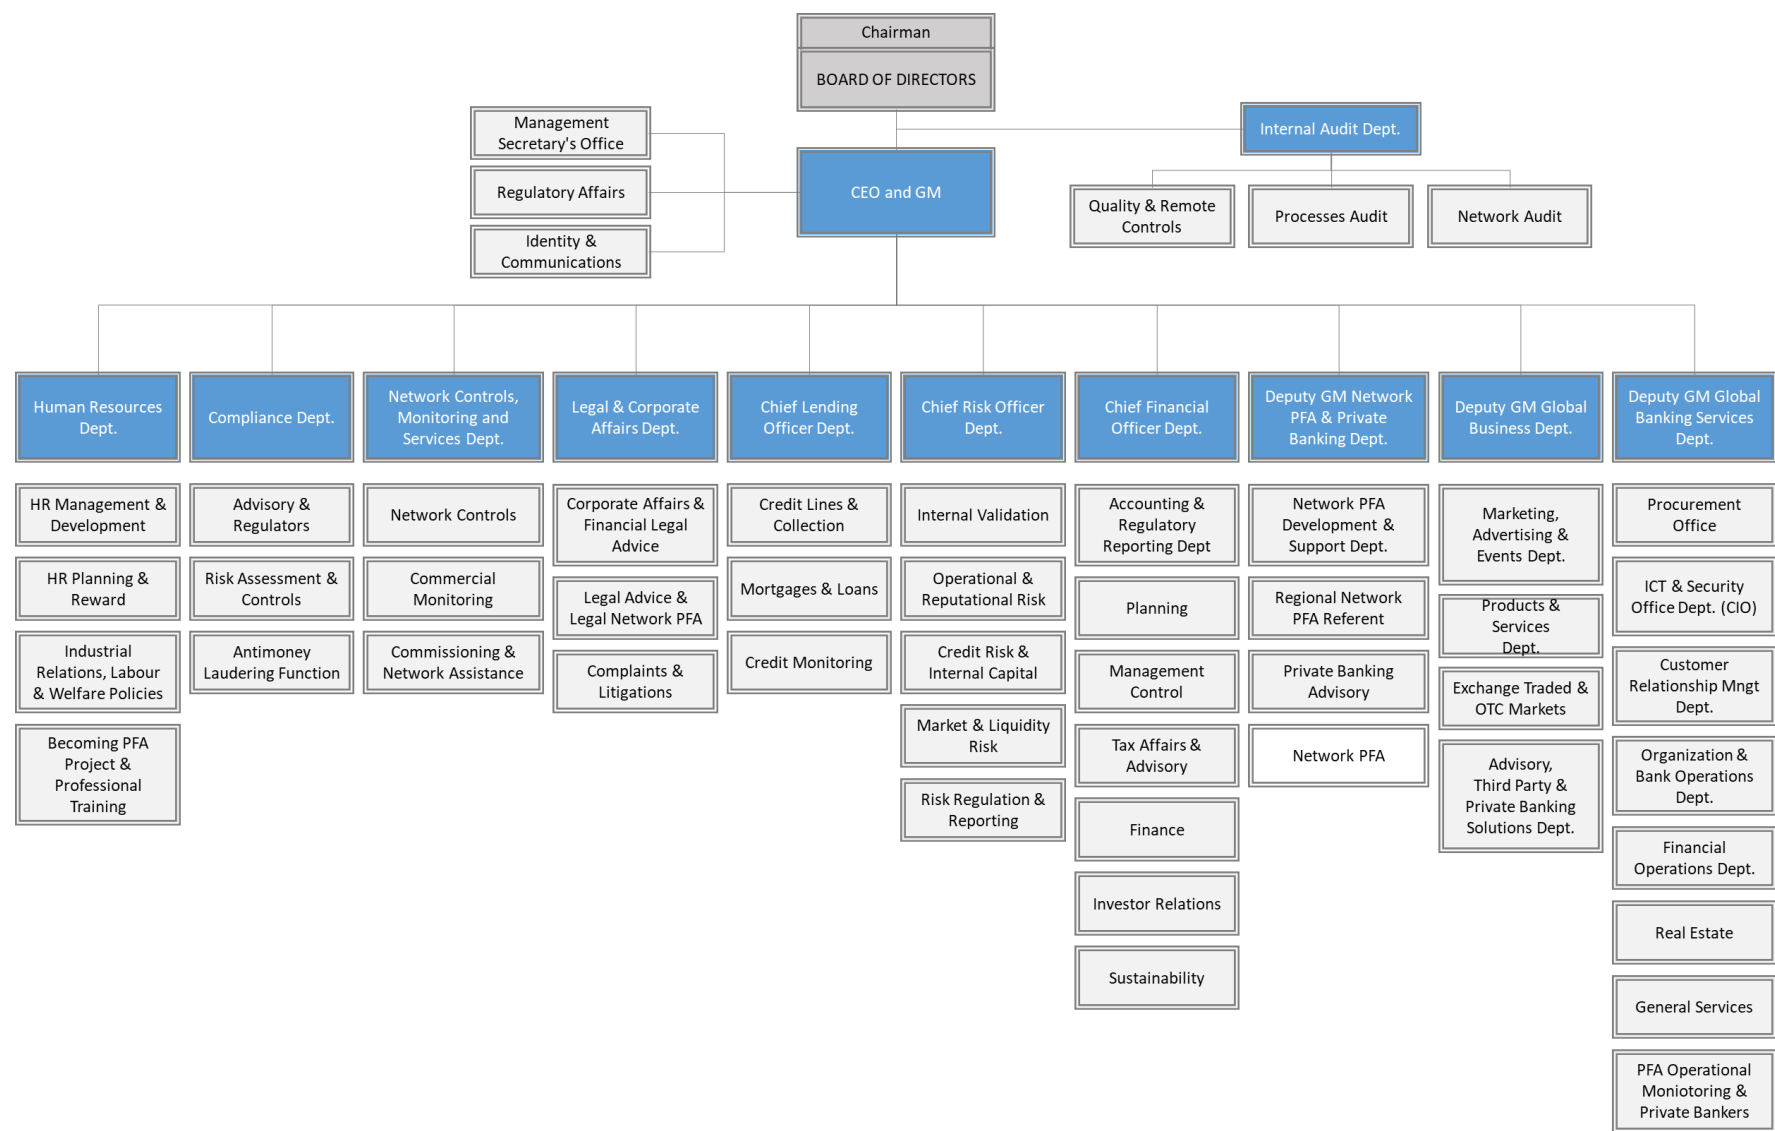 Chairman
BOARD OF DIRECTORS
Management
Secretary's Office
Regulatory Affairs
Identity &
Communications
CEO and GM
Internal Audit Dept.
Quality & Remote
Controls
Processes Audit
Network Audit
Human Resources
Dept.
HR Management &
Development
HR Planning &
Reward
Industrial
Relations, Labour
& Welfare Policies
Becoming PFA
Project &
Professional
Training
Compliance Dept.
Advisory &
Regulators
Risk Assessment &
Controls
Antimoney
Laudering Function
Network Controls,
Monitoring and
Services Dept.
Network Controls
Commercial
Monitoring
Commissioning &
Network Assistance
Legal & Corporate
Affairs Dept.
Corporate Affairs &
Financial Legal
Advice
Legal Advice &
Legal Network PFA
Complaints &
Litigations
Chief Lending
Officer Dept.
Credit Lines &
Collection
Mortgages & Loans
Credit Monitoring
Chief Risk Officer
Dept.
Internal Validation
Operational &
Reputational Risk
Credit Risk &
Internal Capital
Market & Liquidity
Risk
Risk Regulation &
Reporting
Chief Financial
Officer Dept.
Accounting &
Regulatory
Reporting Dept
Planning
Management
Control
Tax Affairs &
Advisory
Finance
Investor Relations
Sustainability
Deputy GM Network
PFA & Private
Banking Dept.
Network PFA
Development &
Support Dept.
Regional Network
PFA Referent
Private Banking
Advisory
Network PFA
Deputy GM Global
Business Dept.
Marketing,
Advertising &
Events Dept.
Products &
Services
Dept.
Exchange Traded &
OTC Markets
Advisory,
Third Party &
Private Banking
Solutions Dept.
Deputy GM Global
Banking Services
Dept.
Procurement
Office
ICT & Security
Office Dept. (CIO)
Customer
Relationship Mngt
Dept.
Organization &
Bank Operations
Dept.
Financial
Operations Dept.
Real Estate
General Services
PFA Operational
Moniotoring &
Private Bankers